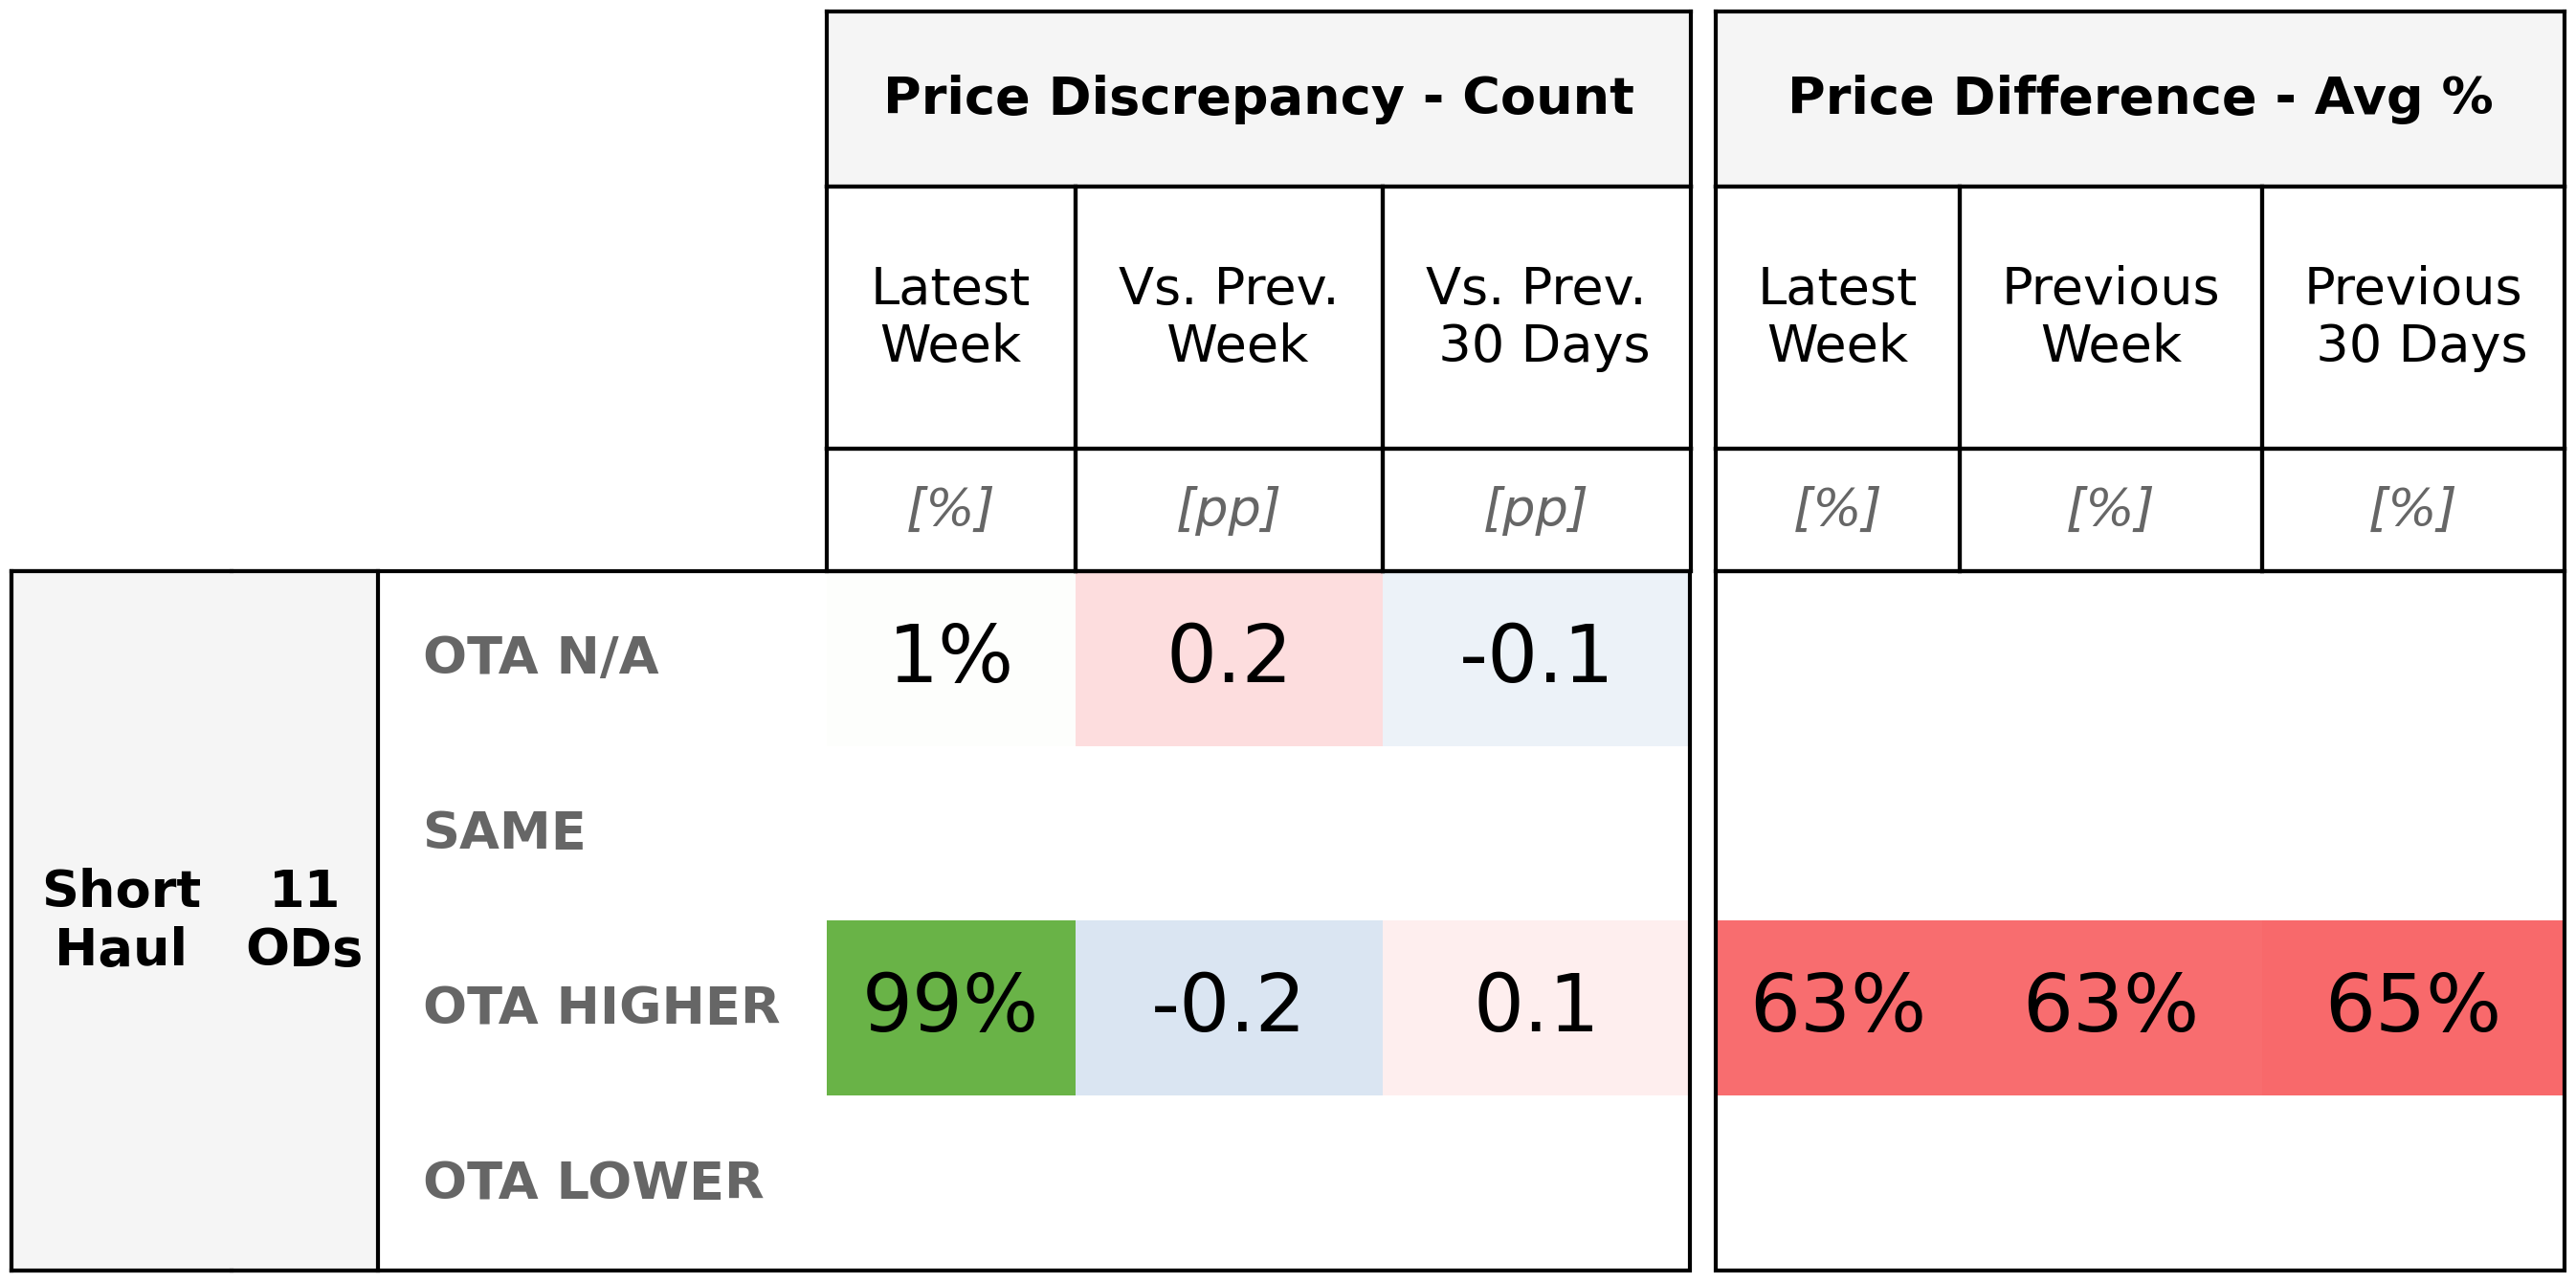 Price Discrepancy - Count
Price Difference - Avg %
Latest
Week
Vs. Prev.
Week
Vs. Prev.
30 Days
Latest
Week
Previous
Week
Previous
30 Days
[%]
[pp]
[pp]
[%]
[%]
[%]
Short
Haul
11
ODs
OTA N/A
1%
0.2
-0.1
SAME
OTA HIGHER
99%
-0.2
0.1
63%
63%
65%
OTA LOWER